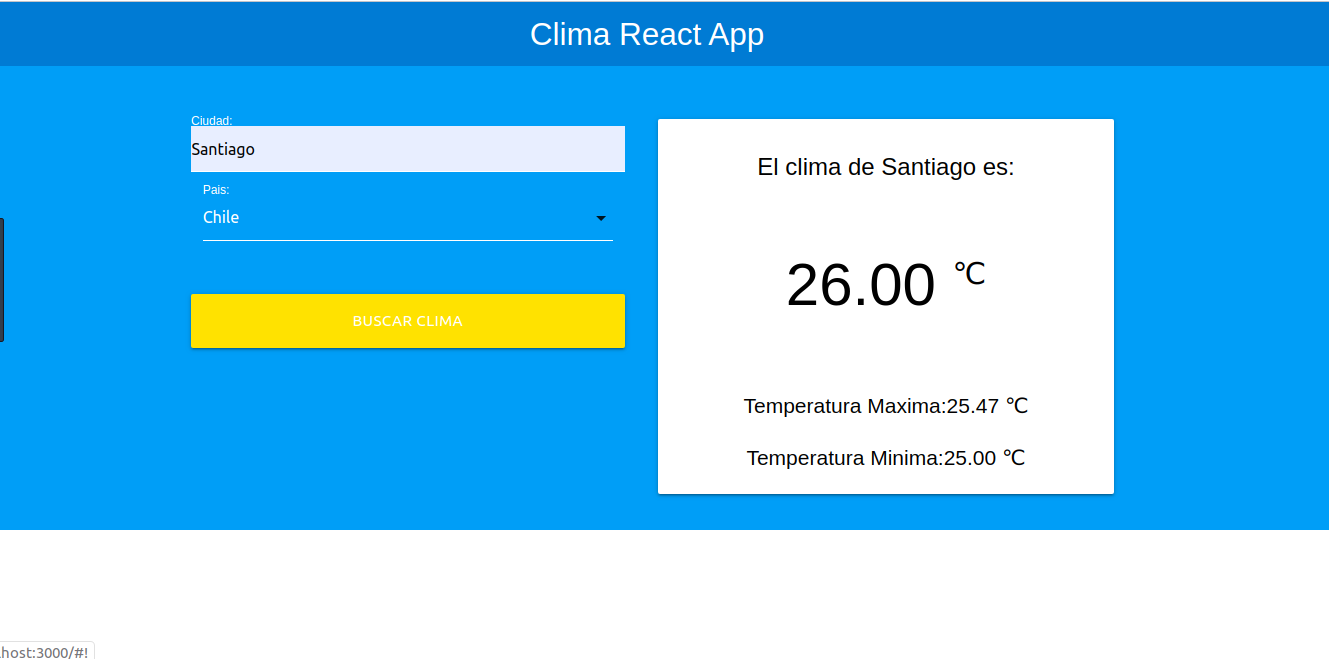 Clima React App
Ciudad:
Santiago
Pais:
Chile
BUSCAR CLIMA
El clima de Santiago es:
26.00 ℃
Temperatura Maxima:25.47 ℃
Temperatura Minima:25.00 ℃
host:3000/#!